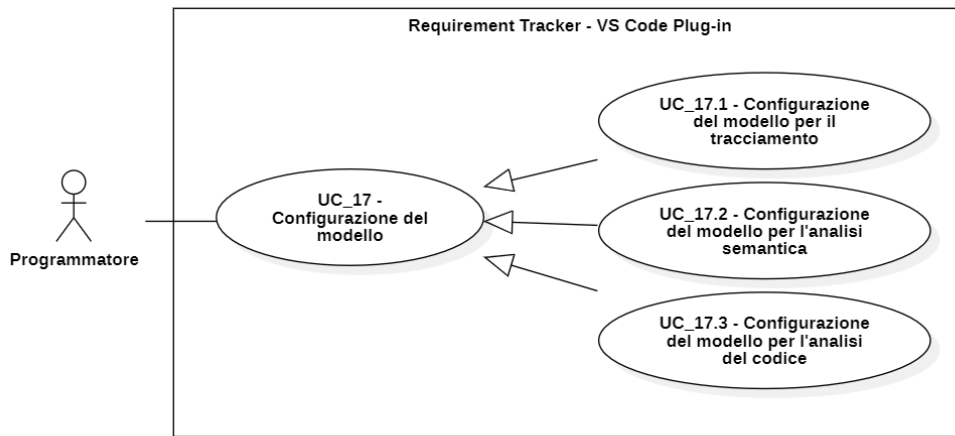 Requirement Tracker - VS Code Plug-in
UC_17.1 - Configurazione
del modello per il
tracciamento
UC_17 -
Configurazione del
modello
UC_17.2 - Configurazione
del modello per l'analisi
semantica
Programmatore
UC_17.3 - Configurazione
del modello per l'analisi
del codice